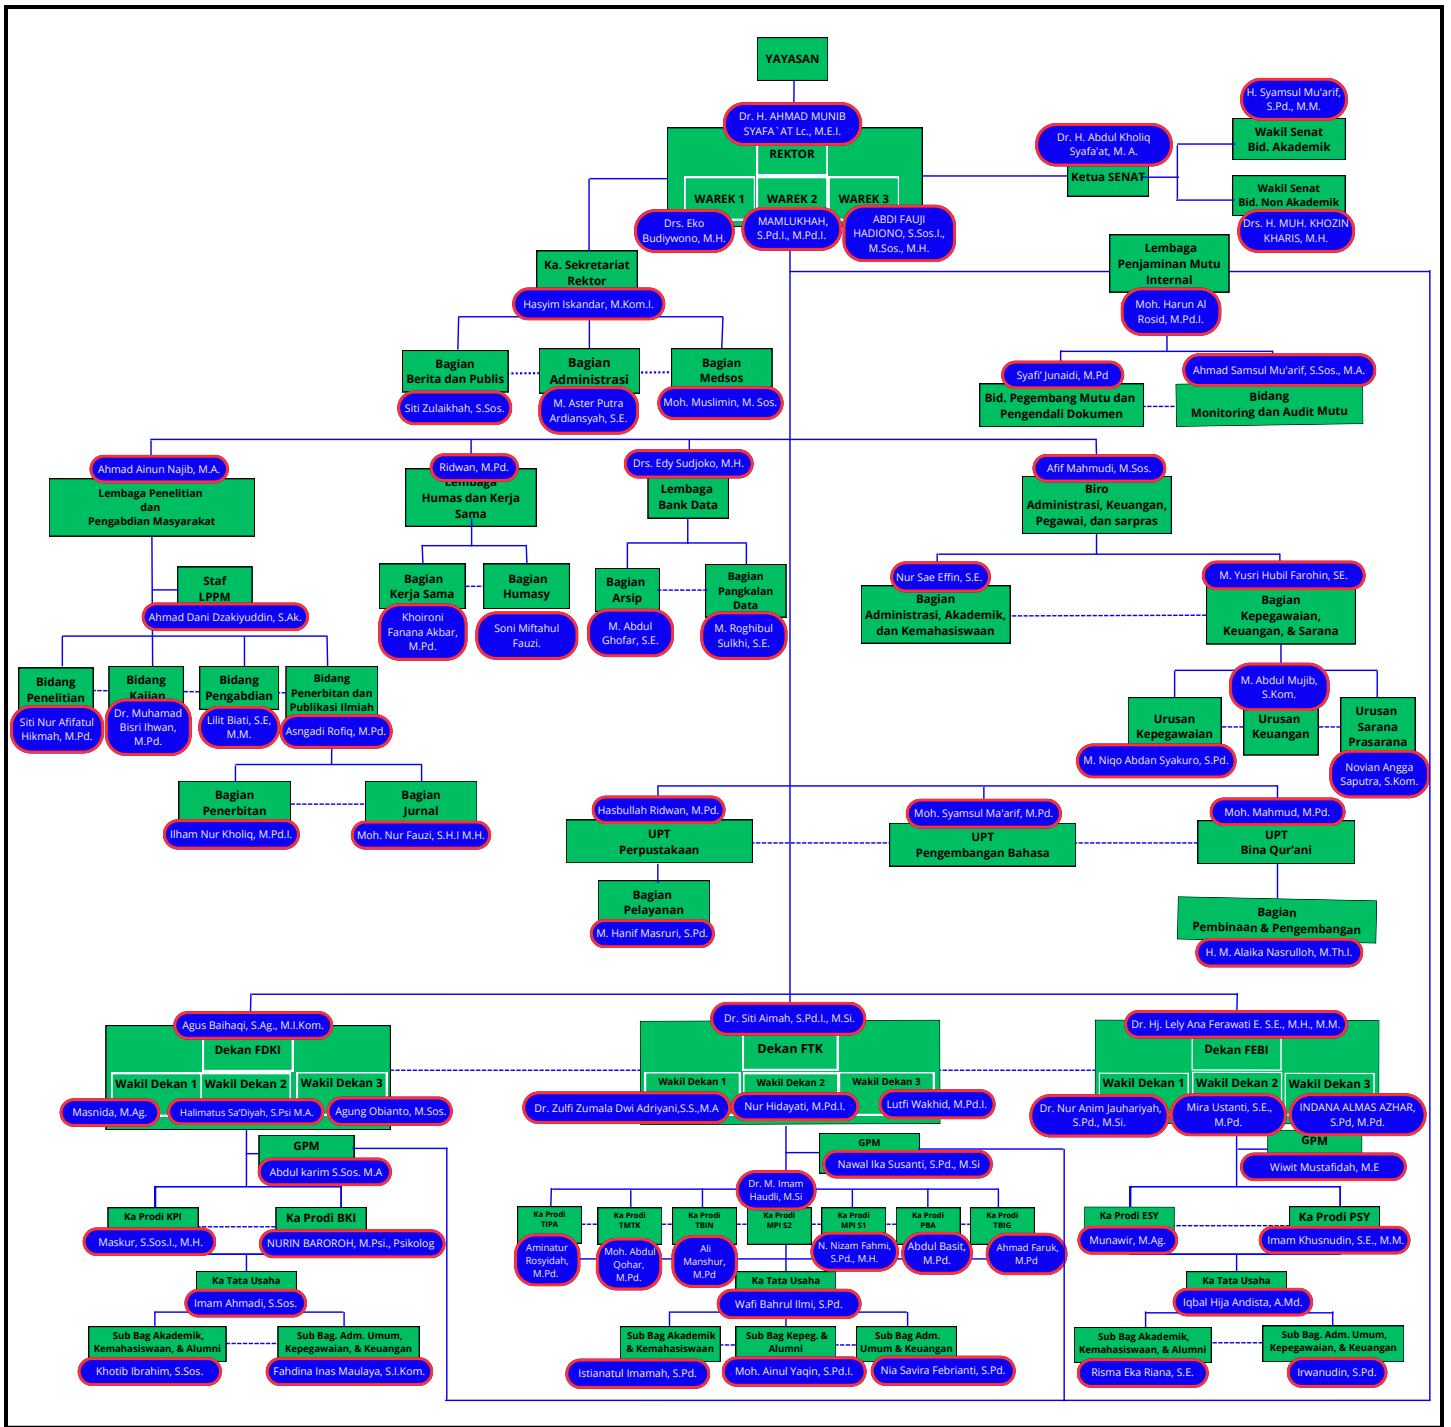 YAYASAN
Dr. H. AHMAD MUNIB
SYAFA`AT Lc., M.E.I.
REKTOR
WAREK 1
WAREK 2
WAREK 3
Drs. Eko
Budiywono, M.H.
MAMLUKHAH,
S.Pd.I., M.Pd.I.
ABDI FAUJI
HADIONO, S.Sos.I.,
M.Sos., M.H.
Dr. H. Abdul Kholiq
Syafa'at, M. A.
Ketua SENAT
H. Syamsul Mu'arif,
S.Pd., M.M.
Wakil Senat
Bid. Akademik
Wakil Senat
Bid. Non Akademik
Drs. H. MUH. KHOZIN
KHARIS, M.H.
Ka. Sekretariat
Rektor
Hasyim Iskandar, M.Kom.I.
Lembaga
Penjaminan Mutu
Internal
Moh. Harun Al
Rosid, M.Pd.I.
Bagian
Berita dan Publis
Siti Zulaikhah, S.Sos.
Bagian
Administrasi
M. Aster Putra
Ardiansyah, S.E.
Bagian
Medsos
Moh. Muslimin, M. Sos.
Syafi’ Junaidi, M.Pd
Bid. Pegembang Mutu dan
Pengendali Dokumen
Ahmad Samsul Mu'arif, S.Sos., M.A.
Bidang
Monitoring dan Audit Mutu
Ahmad Ainun Najib, M.A.
Lembaga Penelitian
dan
Pengabdian Masyarakat
Ridwan, M.Pd.
Lembaga
Humas dan Kerja
Sama
Drs. Edy Sudjoko, M.H.
Lembaga
Bank Data
Afif Mahmudi, M.Sos.
Biro
Administrasi, Keuangan,
Pegawai, dan sarpras
Staf
LPPM
Ahmad Dani Dzakiyuddin, S.Ak.
Bagian
Kerja Sama
Khoironi
Fanana Akbar,
M.Pd.
Bagian
Humasy
Soni Miftahul
Fauzi.
Bagian
Arsip
M. Abdul
Ghofar, S.E.
Bagian
Pangkalan
Data
M. Roghibul
Sulkhi, S.E.
Nur Sae Effin, S.E.
Bagian
Administrasi, Akademik,
dan Kemahasiswaan
M. Yusri Hubil Farohin, SE.
Bagian
Kepegawaian,
Keuangan, & Sarana
Bidang
Penelitian
Siti Nur Afifatul
Hikmah, M.Pd.
Bidang
Kajian
Dr. Muhamad
Bisri Ihwan,
M.Pd.
Bidang
Pengabdian
Lilit Biati, S.E,
M.M.
Bidang
Penerbitan dan
Publikasi Ilmiah
Asngadi Rofiq, M.Pd.
M. Abdul Mujib,
S.Kom.
Urusan
Kepegawaian
M. Niqo Abdan Syakuro, S.Pd.
Urusan
Keuangan
Urusan
Sarana
Prasarana
Novian Angga
Saputra, S.Kom.
Bagian
Penerbitan
Ilham Nur Kholiq, M.Pd.I.
Bagian
Jurnal
Moh. Nur Fauzi, S.H.I M.H.
Hasbullah Ridwan, M.Pd.
UPT
Perpustakaan
Moh. Syamsul Ma'arif, M.Pd.
UPT
Pengembangan Bahasa
Moh. Mahmud, M.Pd.
UPT
Bina Qur’ani
Bagian
Pelayanan
M. Hanif Masruri, S.Pd.
Bagian
Pembinaan & Pengembangan
H. M. Alaika Nasrulloh, M.Th.I.
Agus Baihaqi, S.Ag., M.I.Kom.
Dekan FDKI
Wakil Dekan 1
Wakil Dekan 2
Wakil Dekan 3
Masnida, M.Ag.
Halimatus Sa’Diyah, S.Psi M.A.
Agung Obianto, M.Sos.
Dr. Siti Aimah, S.Pd.I., M.Si.
Dekan FTK
Wakil Dekan 1
Wakil Dekan 2
Wakil Dekan 3
Dr. Zulfi Zumala Dwi Adriyani,S.S.,M.A
Nur Hidayati, M.Pd.I.
Lutfi Wakhid, M.Pd.I.
Dr. Hj. Lely Ana Ferawati E. S.E., M.H., M.M.
Dekan FEBI
Wakil Dekan 1
Wakil Dekan 2
Wakil Dekan 3
Dr. Nur Anim Jauhariyah,
S.Pd., M.Si.
Mira Ustanti, S.E.,
M.Pd.
INDANA ALMAS AZHAR,
S.Pd, M.Pd.
GPM
Abdul karim S.Sos. M.A
GPM
Nawal Ika Susanti, S.Pd., M.Si
GPM
Wiwit Mustafidah, M.E
Ka Prodi KPI
Maskur, S.Sos.I., M.H.
Ka Prodi BKI
NURIN BAROROH, M.Psi., Psikolog
Dr. M. Imam
Haudli, M.Si
Ka Prodi
TIPA
Ka Prodi
TMTK
Ka Prodi
TBIN
Ka Prodi
MPI S2
Ka Prodi
MPI S1
Ka Prodi
PBA
Ka Prodi
TBIG
Aminatur
Rosyidah,
M.Pd.
Moh. Abdul
Qohar,
M.Pd.
Ali
Manshur,
M.Pd
N. Nizam Fahmi,
S.Pd., M.H.
Abdul Basit,
M.Pd.
Ahmad Faruk,
M.Pd
Ka Prodi ESY
Munawir, M.Ag.
Ka Prodi PSY
Imam Khusnudin, S.E., M.M.
Ka Tata Usaha
Imam Ahmadi, S.Sos.
Ka Tata Usaha
Wafi Bahrul Ilmi, S.Pd.
Ka Tata Usaha
Iqbal Hija Andista, A.Md.
Sub Bag Akademik,
Kemahasiswaan, & Alumni
Khotib Ibrahim, S.Sos.
Sub Bag. Adm. Umum,
Kepegawaian, & Keuangan
Fahdina Inas Maulaya, S.I.Kom.
Sub Bag Akademik
& Kemahasiswaan
Istianatul Imamah, S.Pd.
Sub Bag Kepeg. &
Alumni
Moh. Ainul Yaqin, S.Pd.I.
Sub Bag Adm.
Umum & Keuangan
Nia Savira Febrianti, S.Pd.
Sub Bag Akademik,
Kemahasiswaan, & Alumni
Risma Eka Riana, S.E.
Sub Bag. Adm Umum,
Kepegawaian, & Keuangan
Irwanudin, S.Pd.